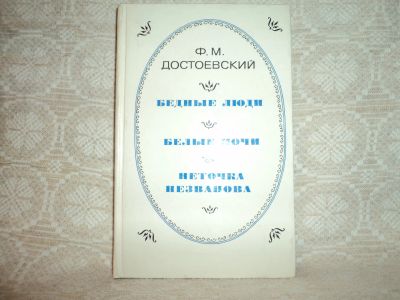 Ф. М.
ДОСТОЕВСКИЙ
БЕДНЫЕ ЛЮДИ
БЕЛЫЕ НОЧИ
НЕТОЧКА
НЕЗВАНОВА